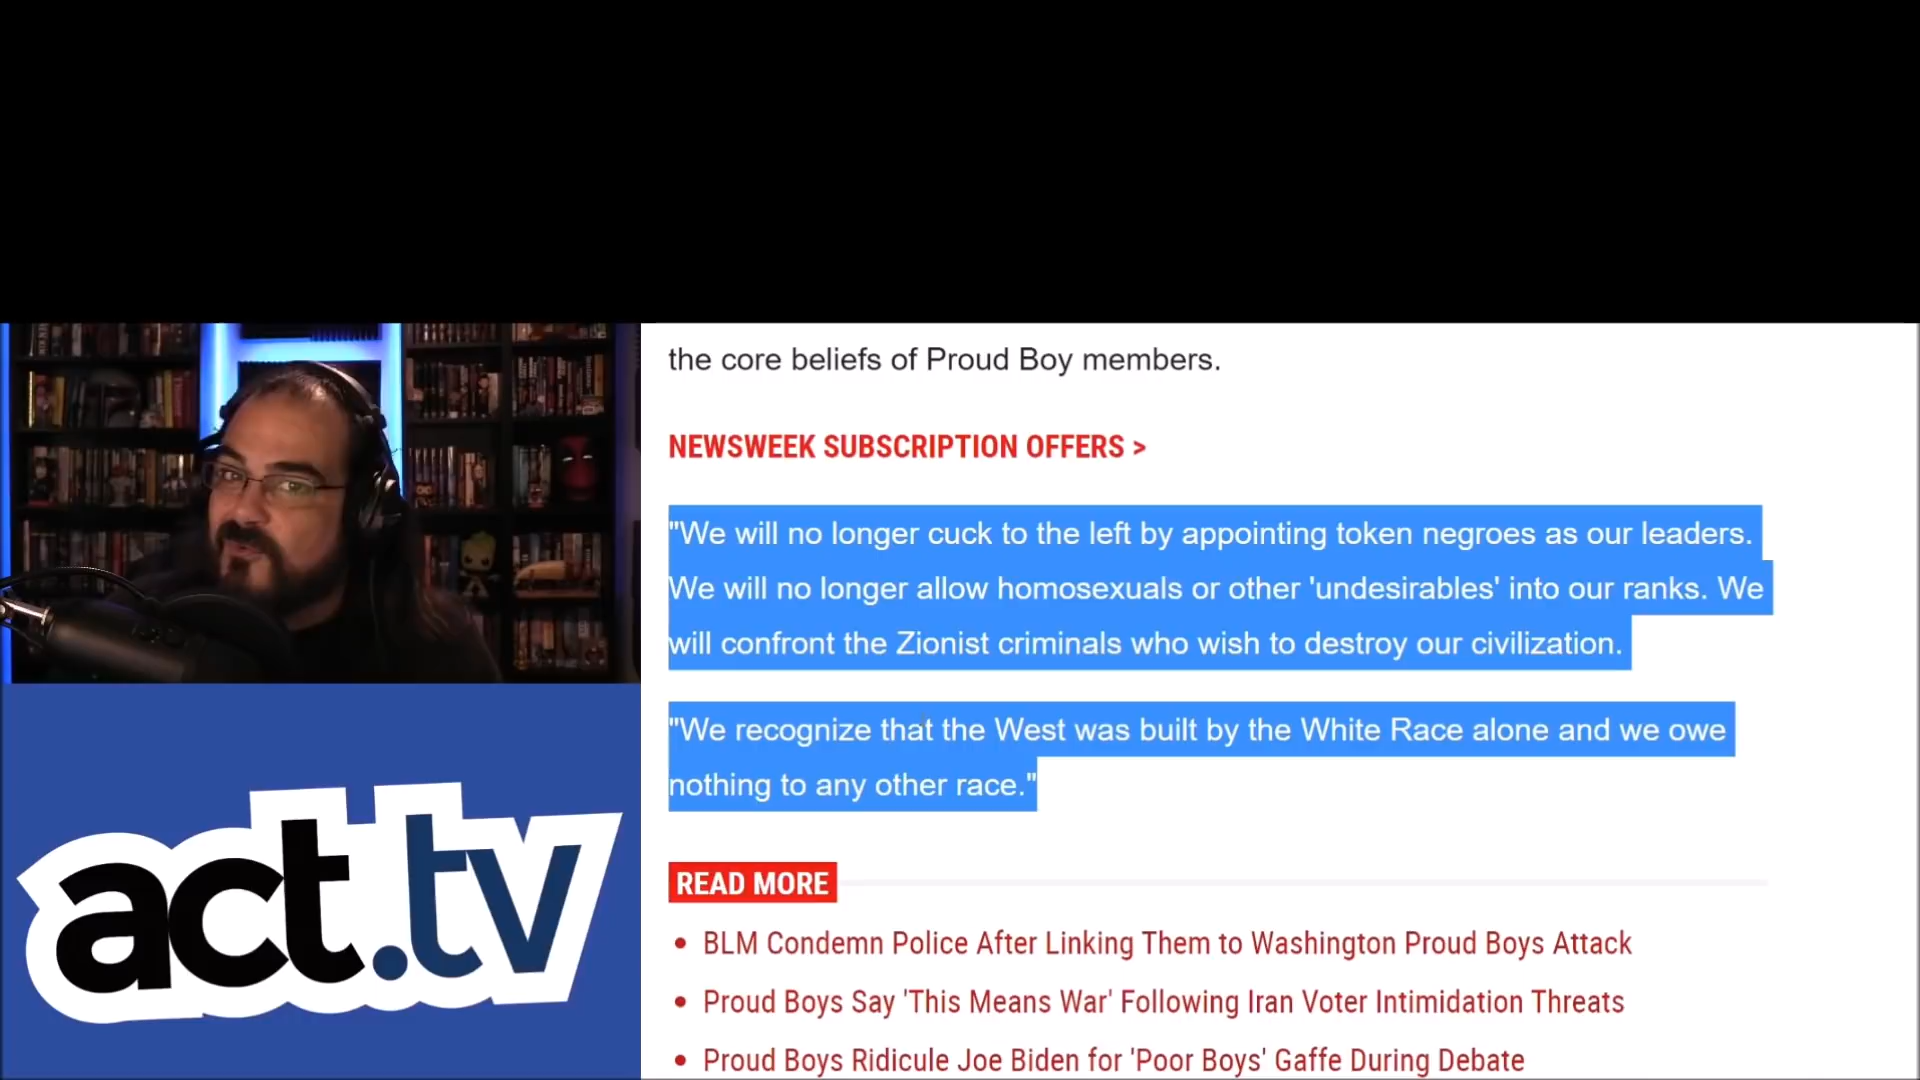 the core beliefs of Proud Boy members.
NEWSWEEK SUBSCRIPTION OFFERS >
"We will no longer cuck to the left by appointing token negroes as our leaders.
We will no longer allow homosexuals or other 'undesirables' into our ranks. We
will confront the Zionist criminals who wish to destroy our civilization.
"We recognize that the West was built by the White Race alone and we owe
nothing to any other race."
READ MORE
• BLM Condemn Police After Linking Them to Washington Proud Boys Attack
• Proud Boys Say 'This Means War' Following Iran Voter Intimidation Threats
• Proud Boys Ridicule Joe Biden for 'Poor Boys' Gaffe During Debate
act.tv